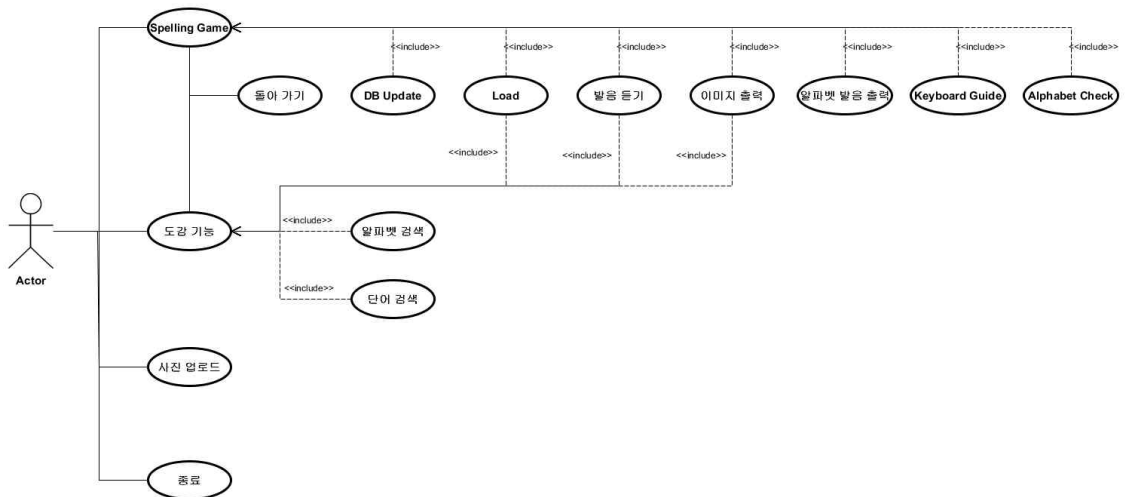 Spelling Game
<<include>>
<<include>>
<<include>>
<<include>>
<<include>>
<<include>>
<<include>>
돌아 가기
DB Update
Load
발음 듣기
이미지 출력
알파벳 발음 출력
Keyboard Guide
Alphabet Check
<<include>>
<<include>>
<<include>>
Actor
도감 기능
<<include>>
알파벳 검색
<<include>>
단어 검색
사진 업로드
종료